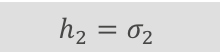 h₂ = σ₂